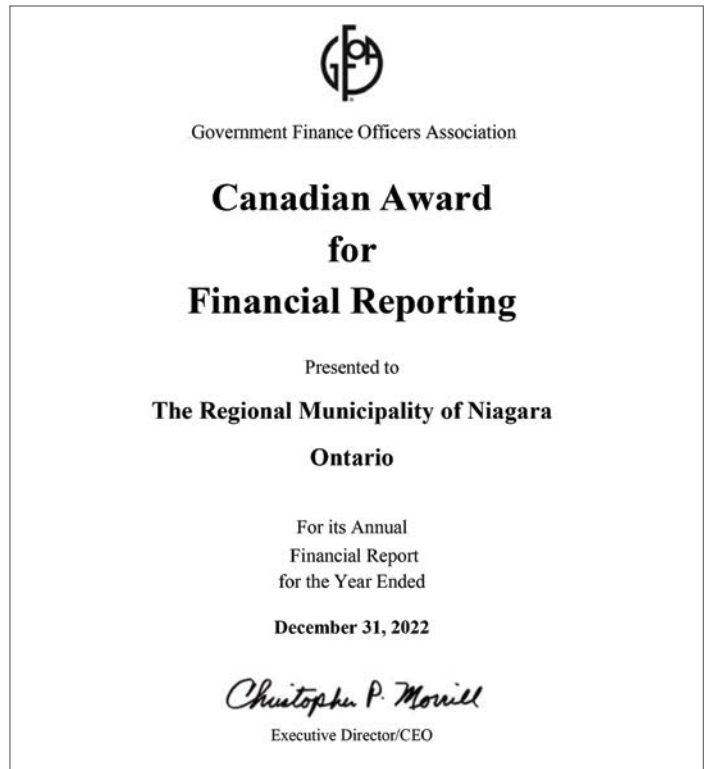 GFOA
Government Finance Officers Association
Canadian Award
for
Financial Reporting
Presented to
The Regional Municipality of Niagara
Ontario
For its Annual
Financial Report
for the Year Ended
December 31, 2022
Christopher P. Morrill
Executive Director/CEO